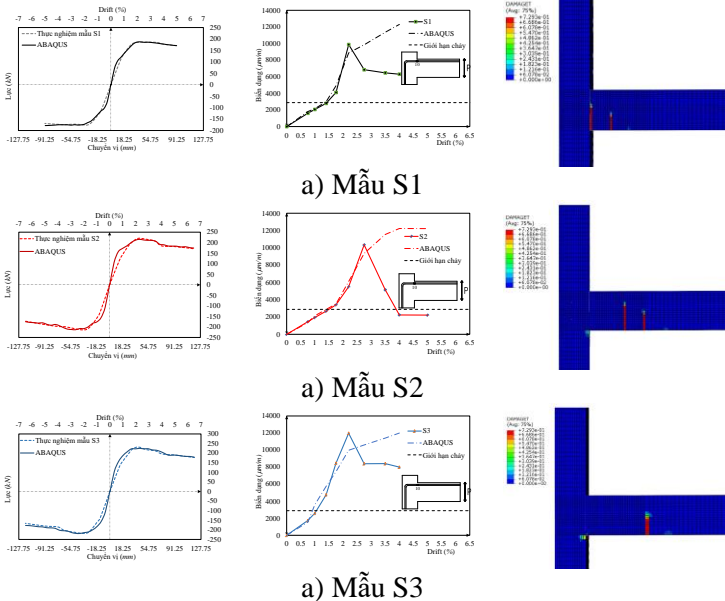 Drift (%)
-7 -6 -5 -4 -3 -2 -1 0 1 2 3 4 5 6 7
Thực nghiệm mẫu S1
ABAQUS
250
200
150
100
50
0
-50
-100
-150
-200
Lực (kN)
-127.75 -91.25 -54.75 -18.25 18.25 54.75 91.25 127.75
Chuyển vị (mm)
14000
12000
10000
8000
6000
4000
2000
0
Biến dạng (μm/m)
S1
ABAQUS
Giới hạn chảy
P
0 0.5 1 1.5 2 2.5 3 3.5 4 4.5 5 5.5 6 6.5
Drift (%)
DAMAGET
(Avg: 75%)
a) Mẫu S1
Drift (%)
-7 -6 -5 -4 -3 -2 -1 0 1 2 3 4 5 6 7
Thực nghiệm mẫu S2
ABAQUS
250
200
150
100
50
0
-50
-100
-150
-200
-250
Lực (kN)
-127.75 -91.25 -54.75 -18.25 18.25 54.75 91.25 127.75
Chuyển vị (mm)
14000
12000
10000
8000
6000
4000
2000
0
Biến dạng (μm/m)
S2
ABAQUS
Giới hạn chảy
P
0 0.5 1 1.5 2 2.5 3 3.5 4 4.5 5 5.5 6 6.5
Drift (%)
DAMAGET
(Avg: 75%)
a) Mẫu S2
Drift (%)
-7 -6 -5 -4 -3 -2 -1 0 1 2 3 4 5 6 7
Thực nghiệm mẫu S3
ABAQUS
300
250
200
150
100
50
0
-50
-100
-150
-200
-250
Lực (kN)
-127.75 -91.25 -54.75 -18.25 18.25 54.75 91.25 127.75
Chuyển vị (mm)
14000
12000
10000
8000
6000
4000
2000
0
Biến dạng (μm/m)
S3
ABAQUS
Giới hạn chảy
P
0 0.5 1 1.5 2 2.5 3 3.5 4 4.5 5 5.5 6 6.5
Drift (%)
DAMAGET
(Avg: 75%)
a) Mẫu S3